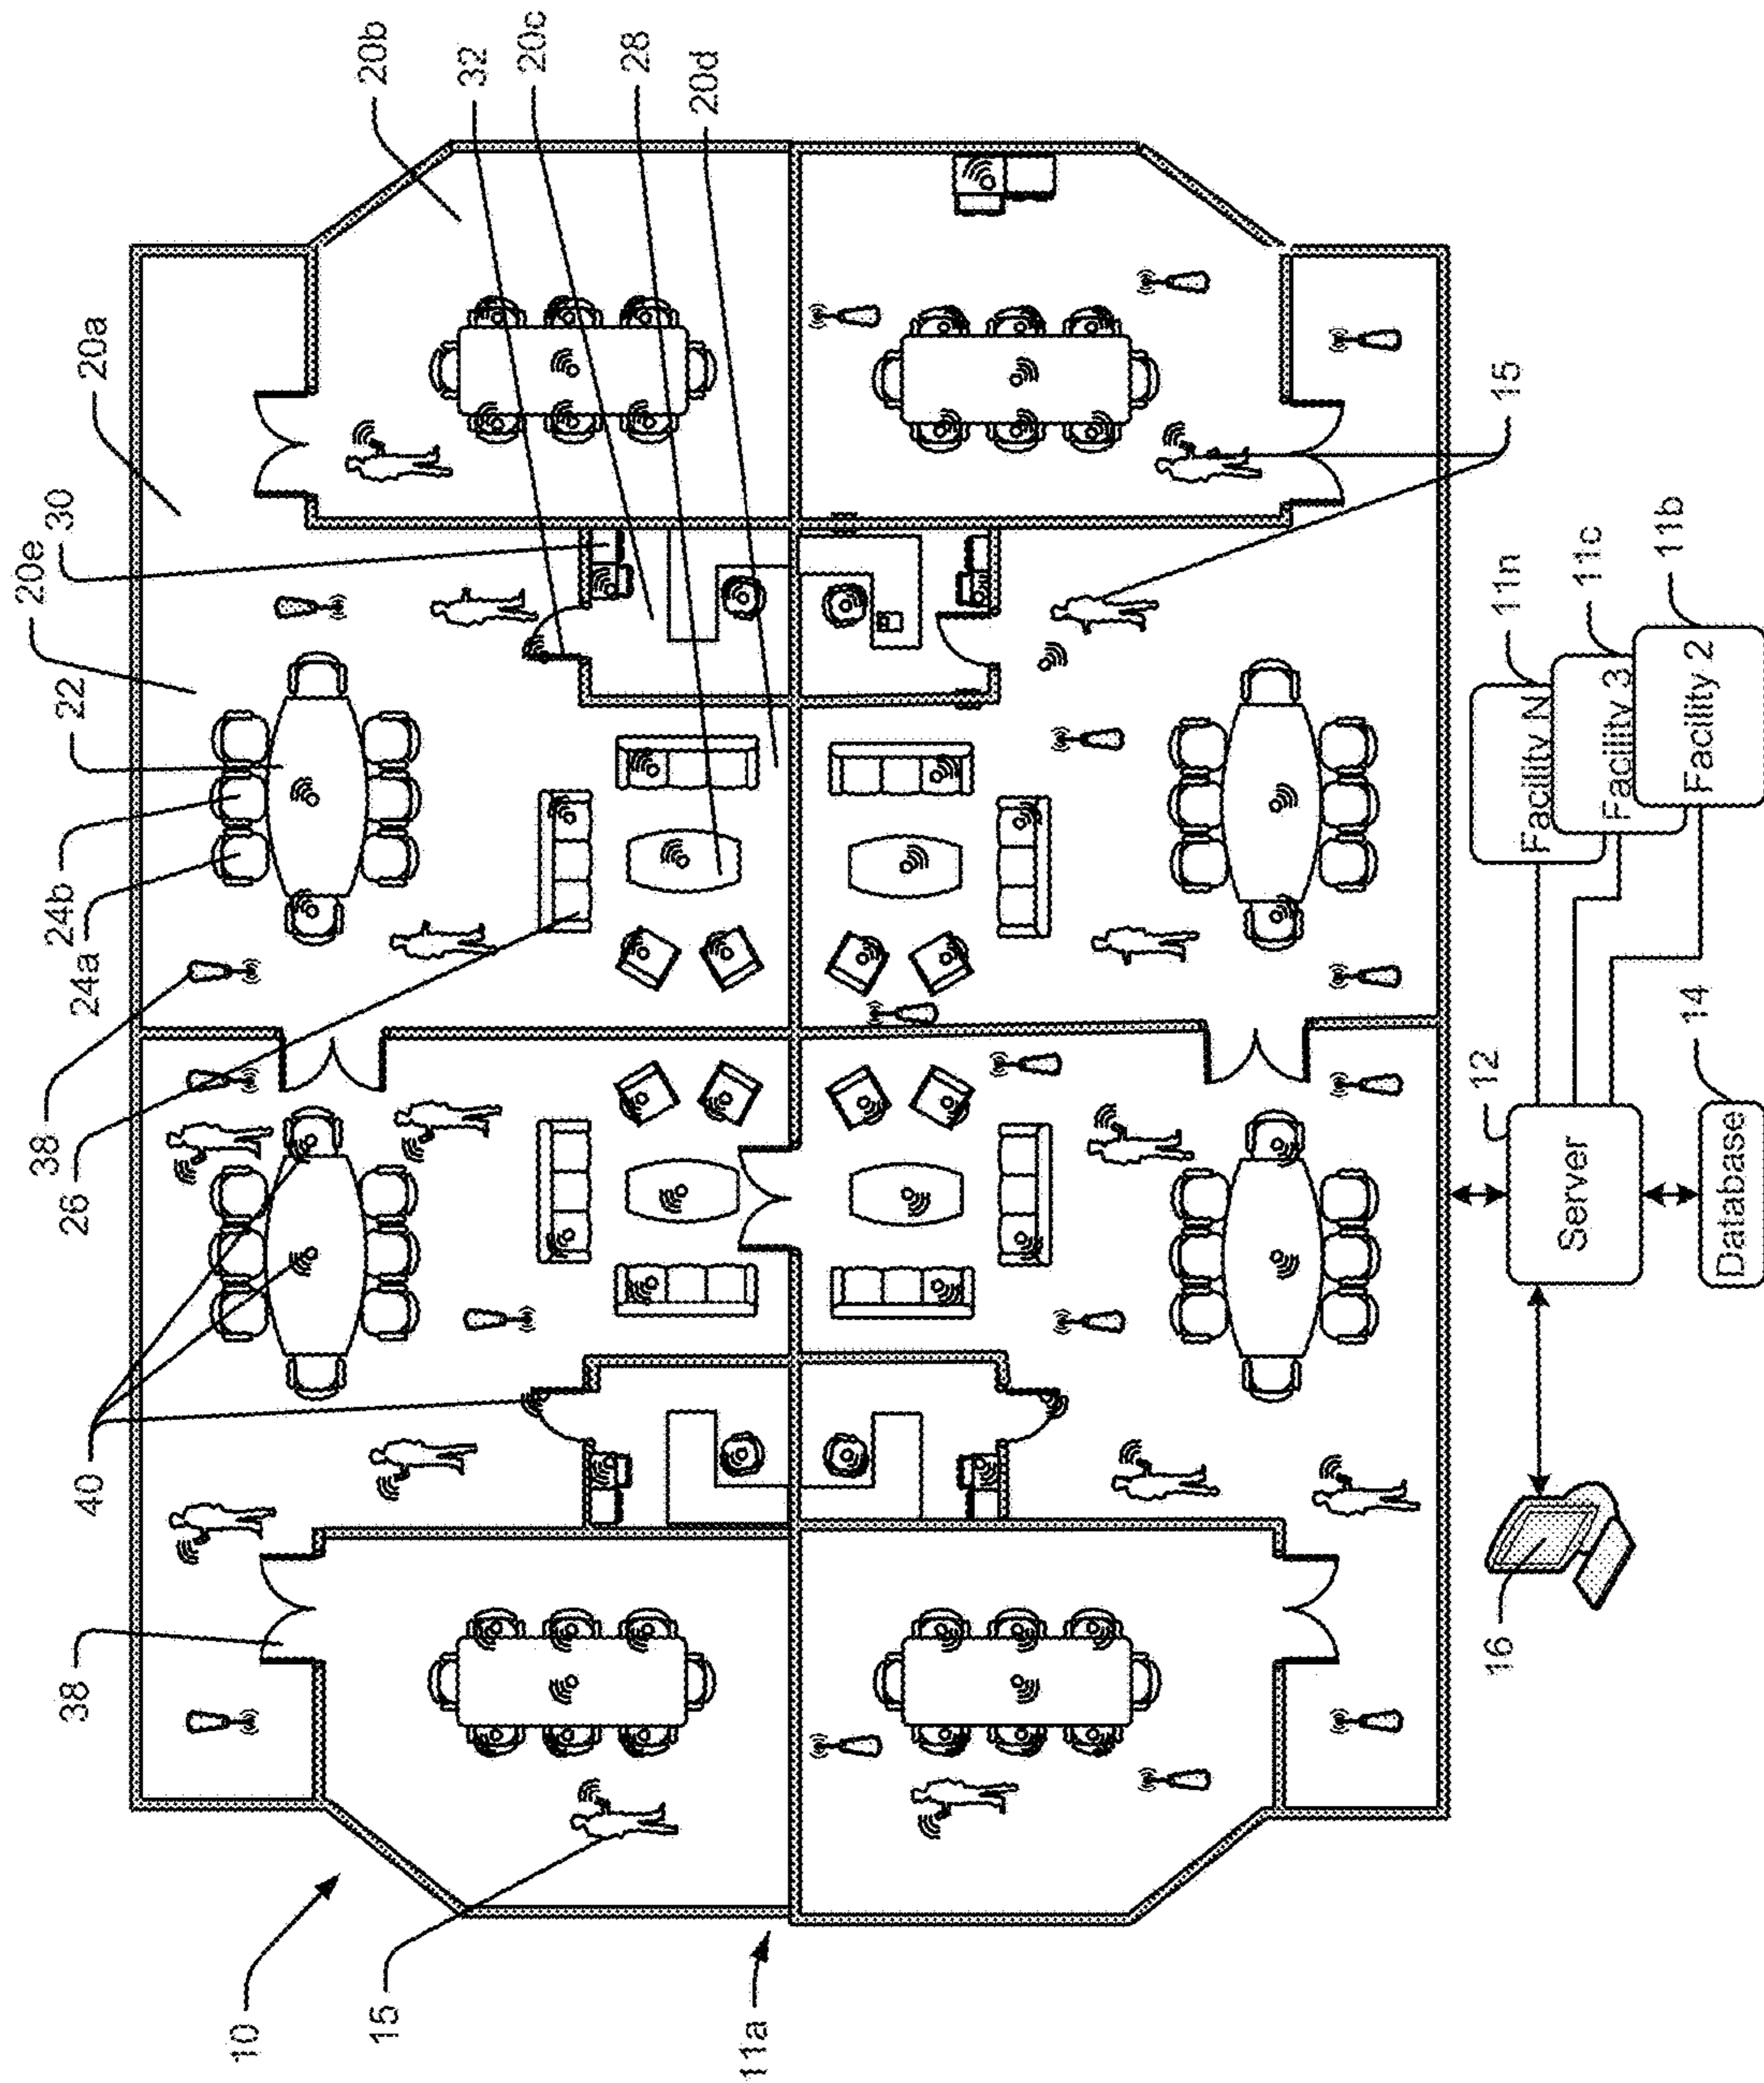 38
40
26
38
24a
24b
22
20e
30
20a
10
15
20b
32
20c
28
20d
11a
15
16
12
11n
Facility N
Server
11c
Facility 3
14
11b
Facility 2
Database